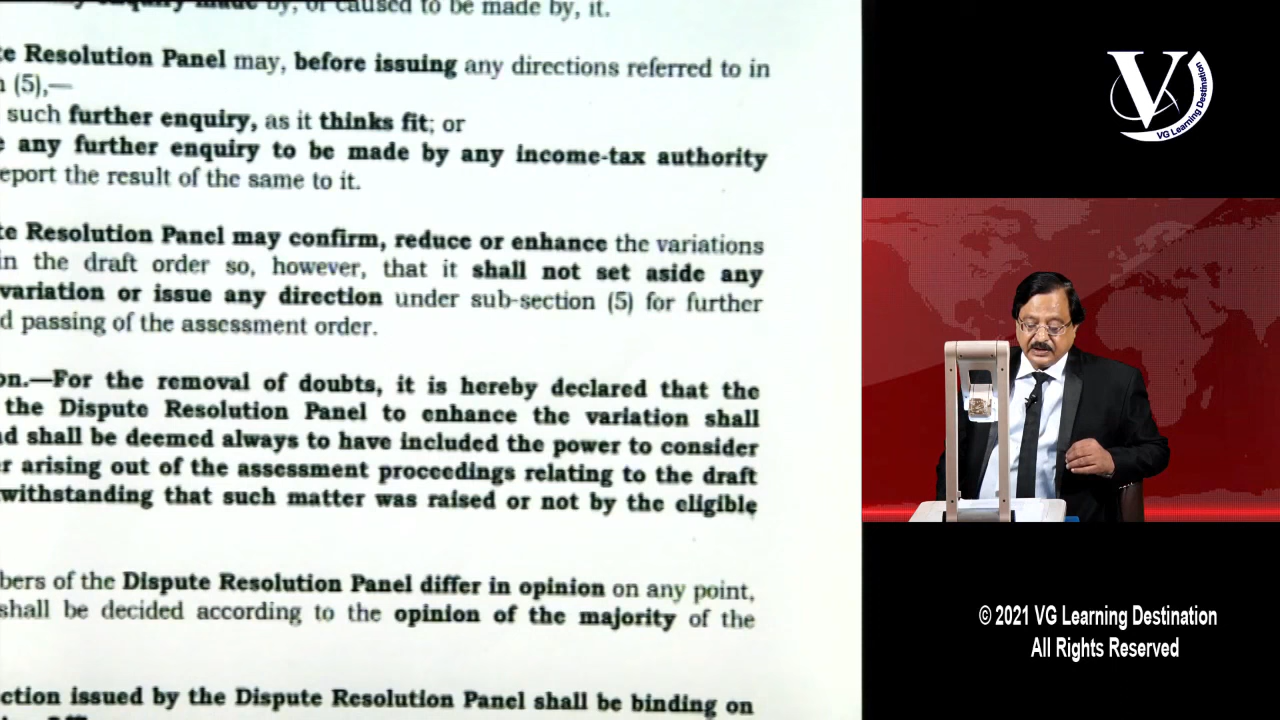 by, or caused to be made by, it.
Resolution Panel may, before issuing any directions referred to in
(5),—
such further enquiry, as it thinks fit; or
any further enquiry to be made by any income-tax authority
eport the result of the same to it.
Resolution Panel may confirm, reduce or enhance the variations
in the draft order so, however, that it shall not set aside any
variation or issue any direction under sub-section (5) for further
d passing of the assessment order.
on.—For the removal of doubts, it is hereby declared that the
the Dispute Resolution Panel to enhance the variation shall
d shall be deemed always to have included the power to consider
r arising out of the assessment proceedings relating to the draft
withstanding that such matter was raised or not by the eligible
bers of the Dispute Resolution Panel differ in opinion on any point,
shall be decided according to the opinion of the majority of the
ction issued by the Dispute Resolution Panel shall be binding on
V
VG Learning Destination
© 2021 VG Learning Destination
All Rights Reserved